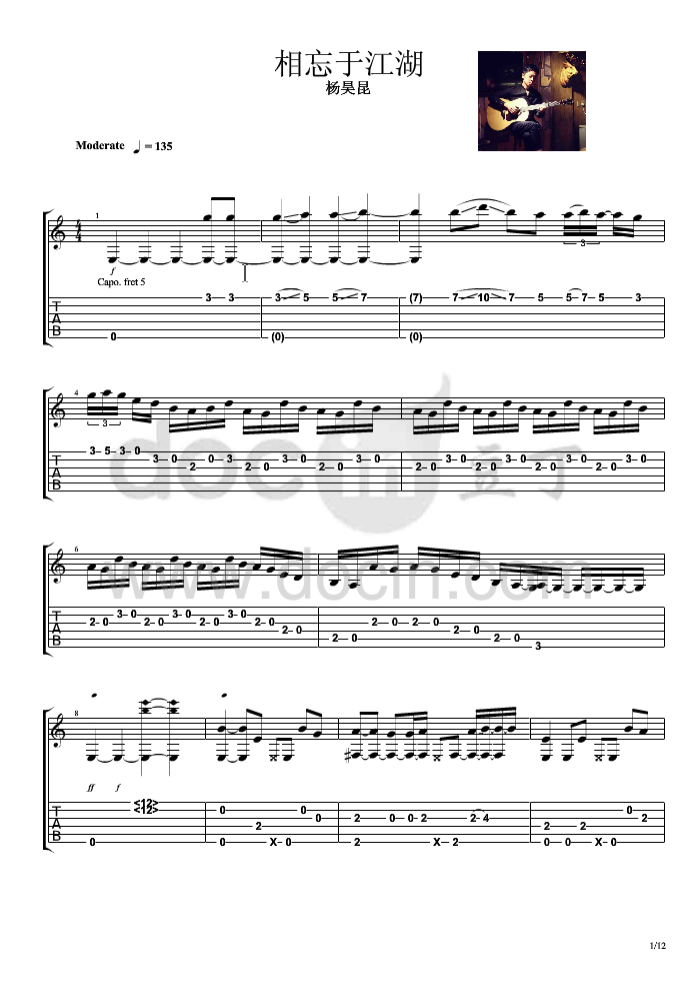 相忘于江湖
杨昊昆
Moderate ♩ = 135
1
4 4
3
f
Capo. fret 5
T A B
3 3 3 5 5 7 (7) 7 10 7 5 5 7 5 3
0 (0) (0)
4
3
3 5 3 0 3 0 2 0 3 0 2 0 3 0 2 0 3 0 2 0 3 0 2 0 3 0 2 0 3 0 2 0 3 0
docin 豆丁
www.docin.com
6
2 0 3 0 2 0 3 0 2 0 3 0 2 0 2 0 2 0 2 0 2 0 2 0 2 0 3
8
ff f
<12> 0 0 0 2 0 0 2 2 4 0 2
<12> 2 2 2
0 0 X 0 2 X 2 0 0 X 0
1/12